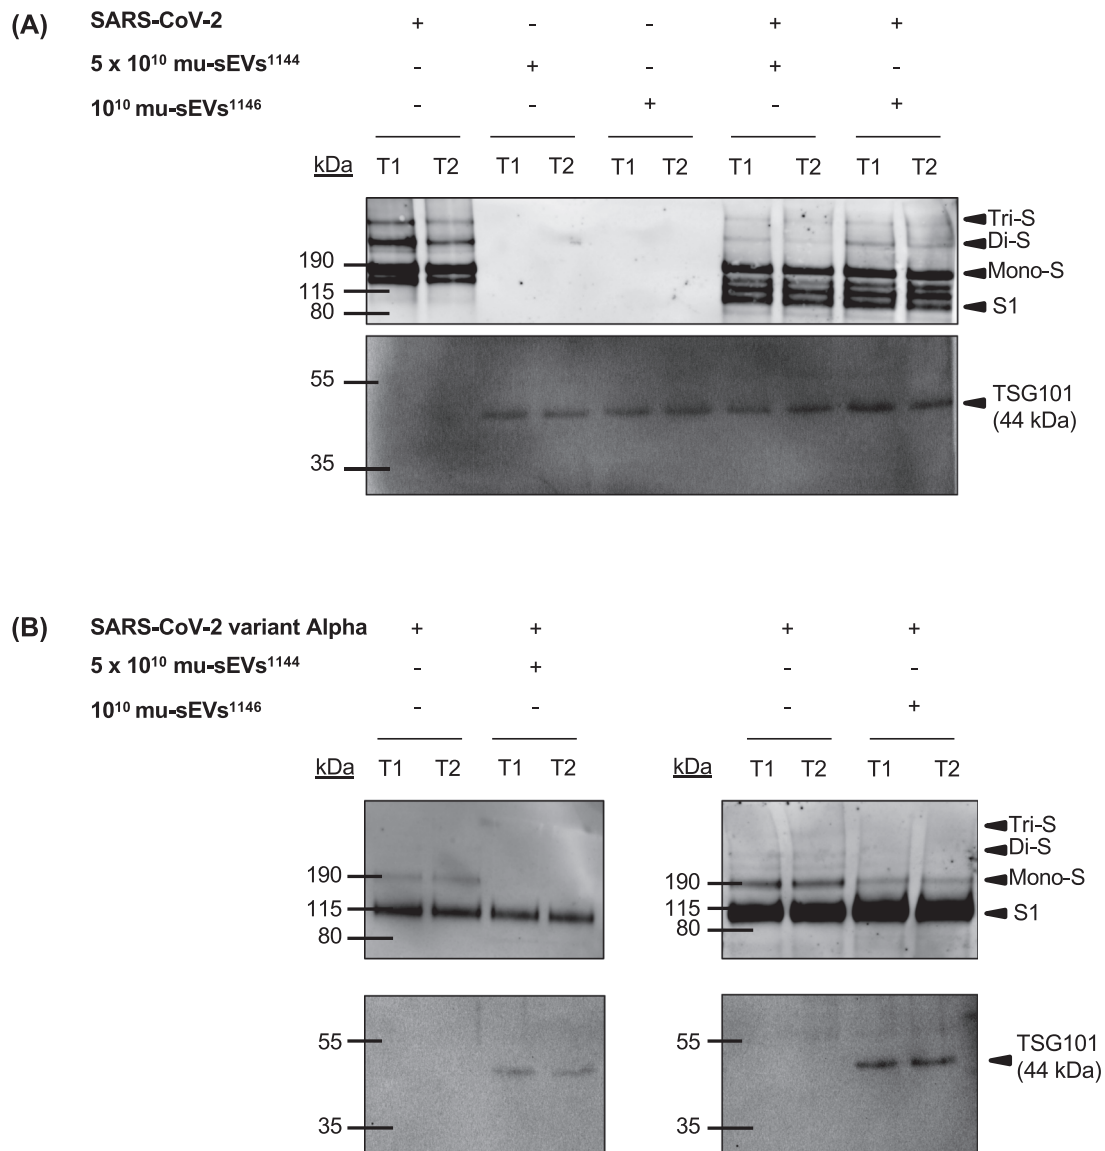 (A) SARS-CoV-2 + - - + +
5 x 10¹⁰ mu-sEVs¹¹⁴⁴ - + - + -
10¹⁰ mu-sEVs¹¹⁴⁶ - - + - +
kDa T1 T2 T1 T2 T1 T2 T1 T2 T1 T2
Tri-S
Di-S
190
Mono-S
115
S1
80
55
TSG101
(44 kDa)
35
(B) SARS-CoV-2 variant Alpha + + + +
5 x 10¹⁰ mu-sEVs¹¹⁴⁴ - + - -
10¹⁰ mu-sEVs¹¹⁴⁶ - - - +
kDa T1 T2 T1 T2 kDa T1 T2 T1 T2
Tri-S
Di-S
190 190 Mono-S
115 115 S1
80 80
55 55 TSG101
(44 kDa)
35 35